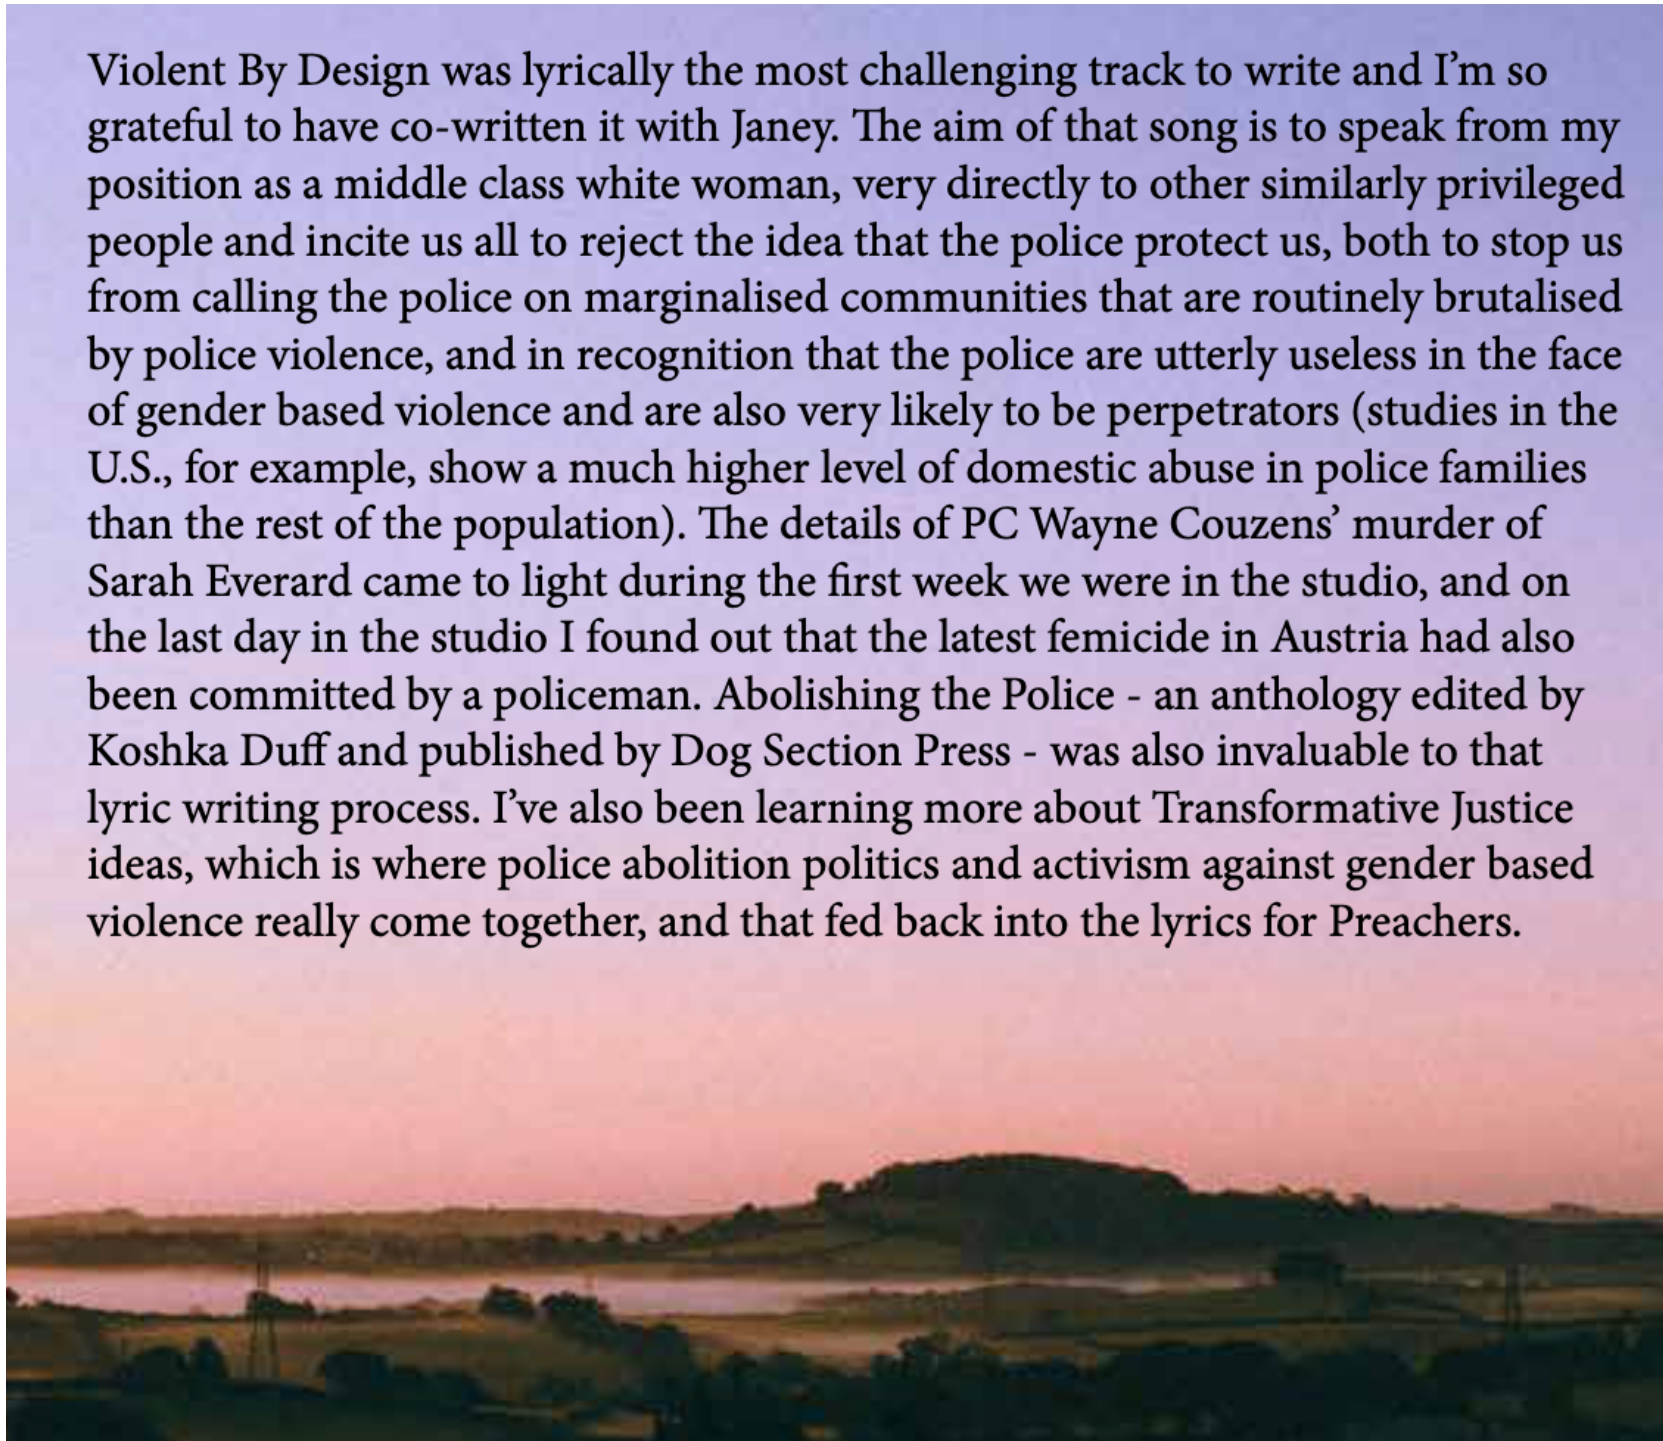 Violent By Design was lyrically the most challenging track to write and I’m so
grateful to have co-written it with Janey. The aim of that song is to speak from my
position as a middle class white woman, very directly to other similarly privileged
people and incite us all to reject the idea that the police protect us, both to stop us
from calling the police on marginalised communities that are routinely brutalised
by police violence, and in recognition that the police are utterly useless in the face
of gender based violence and are also very likely to be perpetrators (studies in the
U.S., for example, show a much higher level of domestic abuse in police families
than the rest of the population). The details of PC Wayne Couzens’ murder of
Sarah Everard came to light during the first week we were in the studio, and on
the last day in the studio I found out that the latest femicide in Austria had also
been committed by a policeman. Abolishing the Police - an anthology edited by
Koshka Duff and published by Dog Section Press - was also invaluable to that
lyric writing process. I’ve also been learning more about Transformative Justice
ideas, which is where police abolition politics and activism against gender based
violence really come together, and that fed back into the lyrics for Preachers.